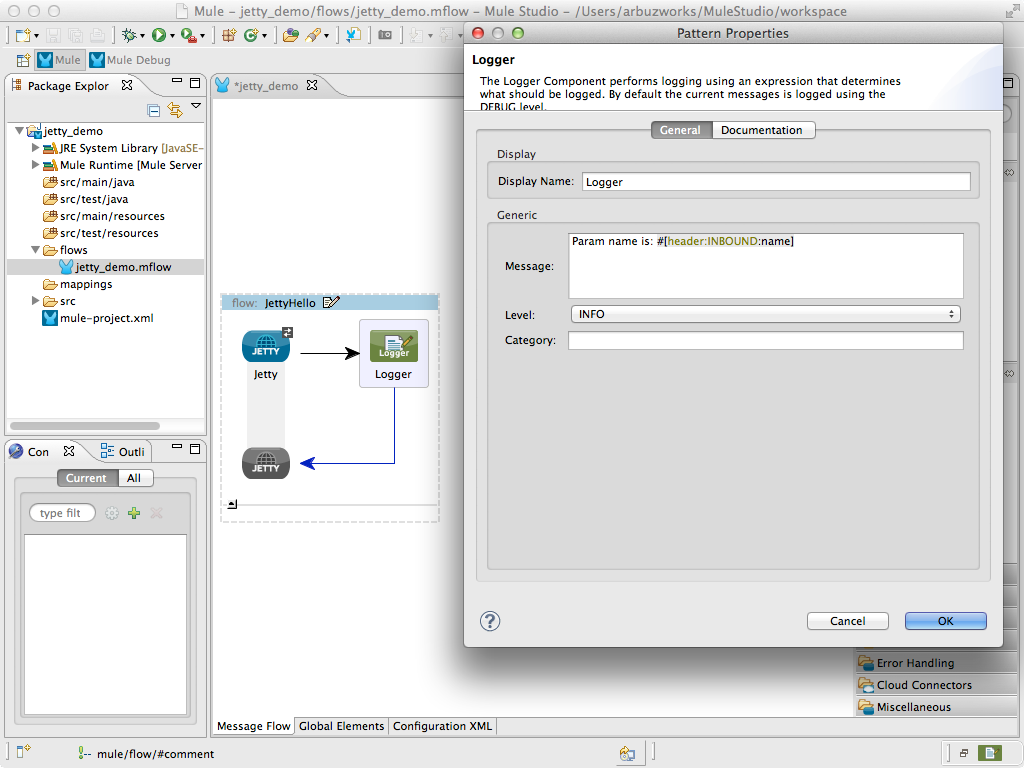 Mule – jetty_demo/flows/jetty_demo.mflow – Mule Studio – /Users/arbuzworks/MuleStudio/workspace
Mule
Mule Debug
Package Explor
jetty_demo
JRE System Library [JavaSE-
Mule Runtime [Mule Server
src/main/java
src/test/java
src/main/resources
src/test/resources
flows
jetty_demo.mflow
mappings
src
mule-project.xml
Con
Outli
Current
All
type filt
*jetty_demo
flow: JettyHello
JETTY
Jetty
Logger
Logger
JETTY
Message Flow
Global Elements
Configuration XML
Pattern Properties
Logger
The Logger Component performs logging using an expression that determines
what should be logged. By default the current messages is logged using the
DEBUG level.
General
Documentation
Display
Display Name:
Logger
Generic
Message:
Param name is: #[header:INBOUND:name]
Level:
INFO
Category:
?
Cancel
OK
Error Handling
Cloud Connectors
Miscellaneous
mule/flow/#comment